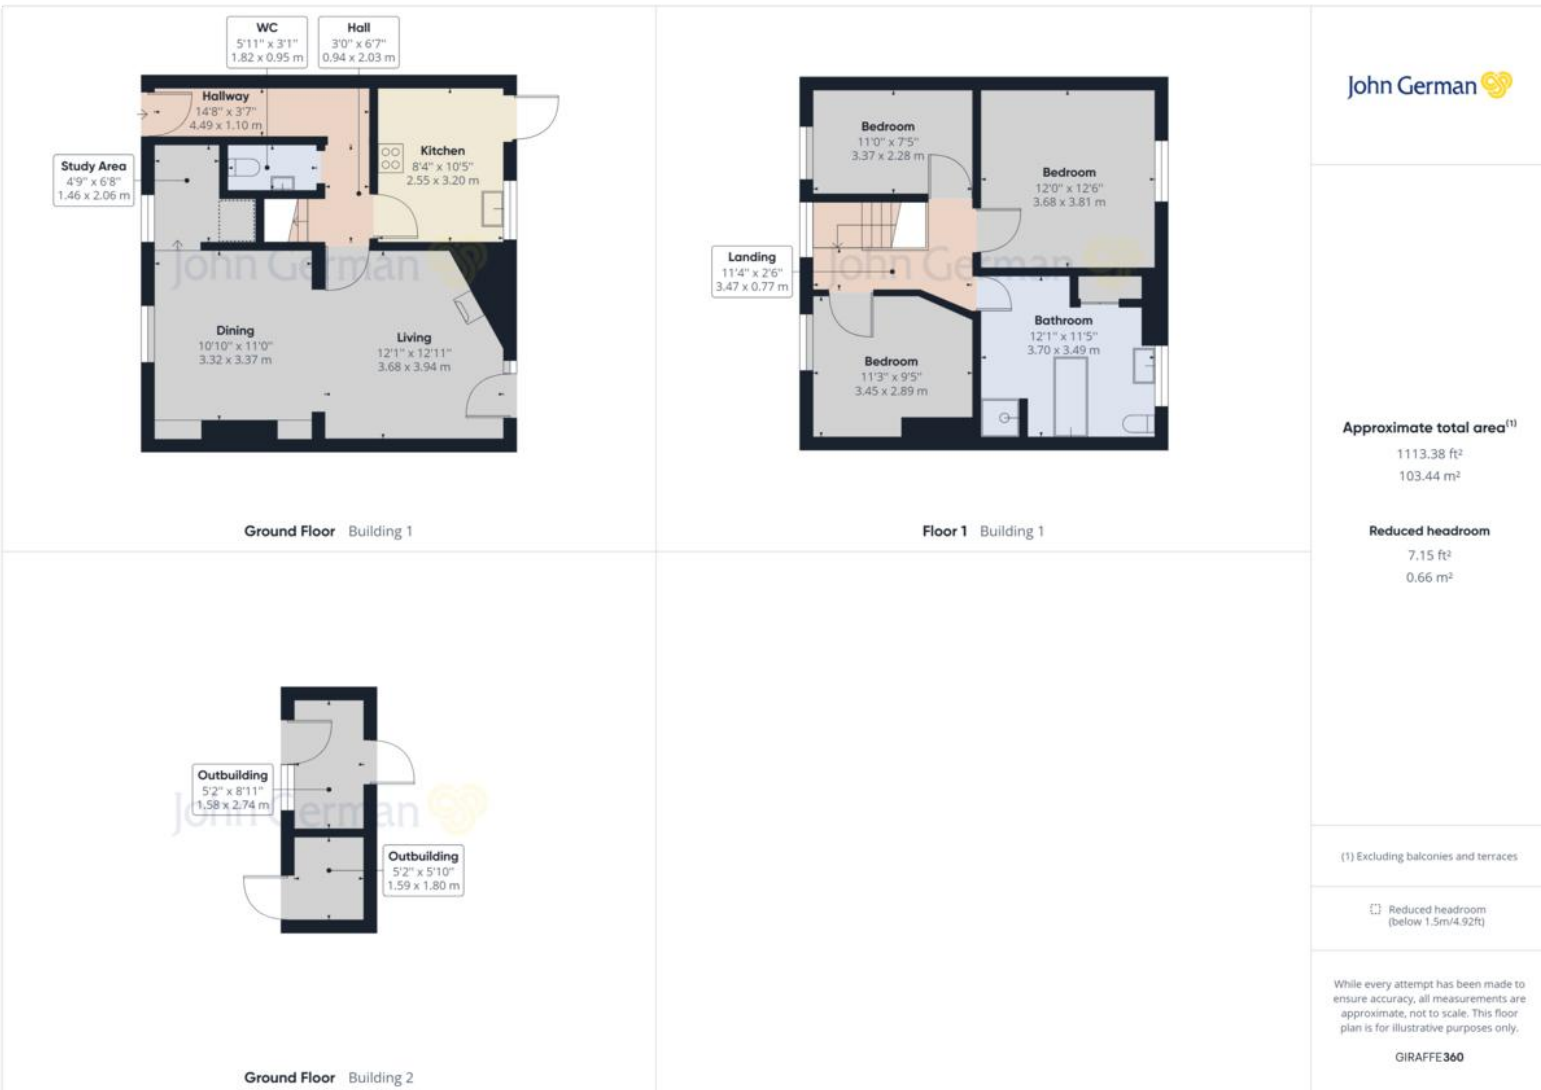 WC
5'11" x 3'1"
1.82 x 0.95 m
Hall
3'0" x 6'7"
0.94 x 2.03 m
Hallway
14'8" x 3'7"
4.49 x 1.10 m
Study Area
4'9" x 6'8"
1.46 x 2.06 m
Kitchen
8'4" x 10'5"
2.55 x 3.20 m
John German
Dining
10'10" x 11'0"
3.32 x 3.37 m
Living
12'1" x 12'11"
3.68 x 3.94 m
Ground Floor Building 1
Bedroom
11'0" x 7'5"
3.37 x 2.28 m
Bedroom
12'0" x 12'6"
3.68 x 3.81 m
Landing
11'4" x 2'6"
3.47 x 0.77 m
John German
Bathroom
12'1" x 11'5"
3.70 x 3.49 m
Bedroom
11'3" x 9'5"
3.45 x 2.89 m
Floor 1 Building 1
Outbuilding
5'2" x 8'11"
1.58 x 2.74 m
John German
Outbuilding
5'2" x 5'10"
1.59 x 1.80 m
Ground Floor Building 2
John German
Approximate total area(1)
1113.38 ft²
103.44 m²
Reduced headroom
7.15 ft²
0.66 m²
(1) Excluding balconies and terraces
Reduced headroom
(below 1.5m/4.92ft)
While every attempt has been made to
ensure accuracy, all measurements are
approximate, not to scale. This floor
plan is for illustrative purposes only.
GIRAFFE360